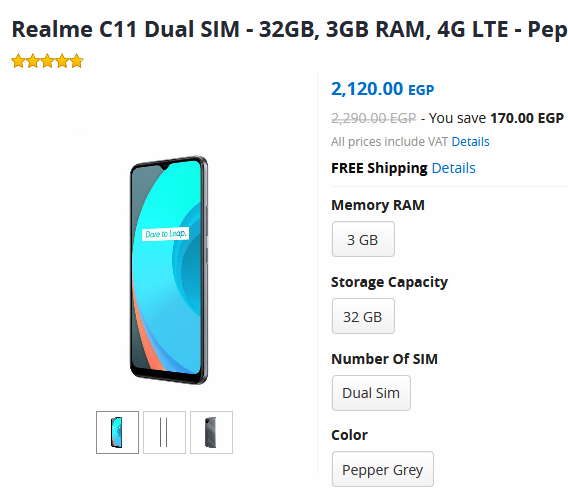 Realme C11 Dual SIM - 32GB, 3GB RAM, 4G LTE - Pep
2,120.00 EGP
2,290.00 EGP - You save 170.00 EGP
All prices include VAT Details
FREE Shipping Details
Memory RAM
3 GB
Dare to Leap.
Storage Capacity
32 GB
Number Of SIM
Dual Sim
Color
Pepper Grey